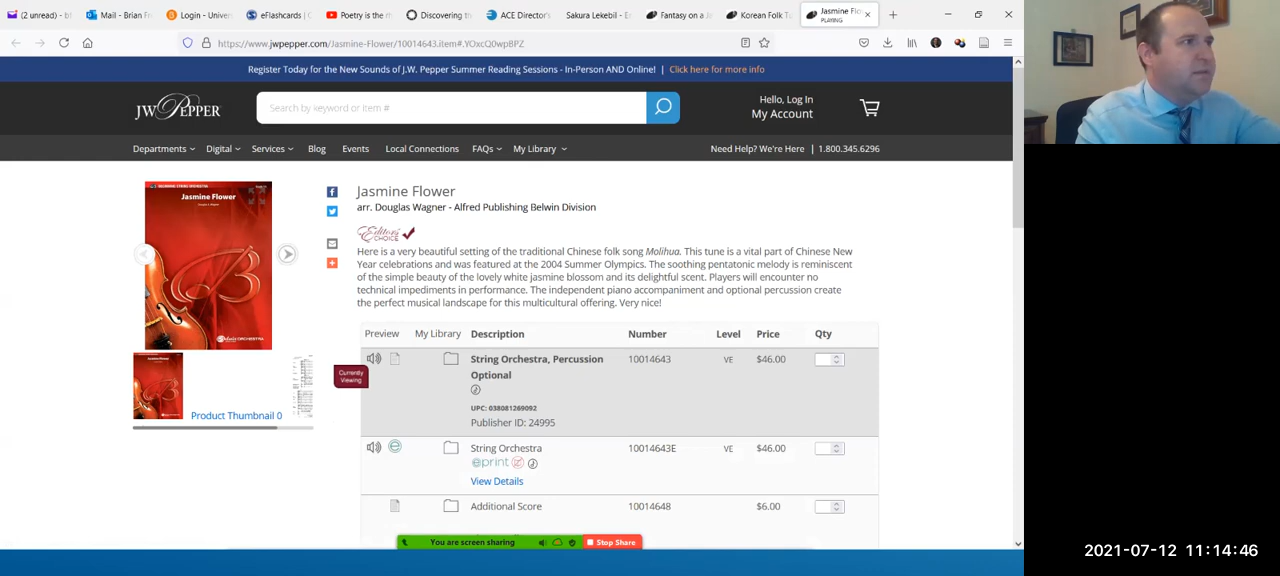 (2 unread)
Mail - Brian Fr
Login - Univers
eFlashcards | C
Poetry is the m
Discovering th
ACE Director's
Sakura Lekebil - Es
Fantasy on a Ja
Korean Folk Tu
Jasmine Flo
PLAYING
https://www.jwpepper.com/Jasmine-Flower/10014643.item#.YOxcQ0wpBPZ
Register Today for the New Sounds of J.W. Pepper Summer Reading Sessions - In-Person AND Online! | Click here for more info
JW PEPPER
Search by keyword or item #
Hello, Log In
My Account
Departments
Digital
Services
Blog
Events
Local Connections
FAQs
My Library
Need Help? We're Here | 1.800.345.6296
Jasmine Flower
Jasmine Flower
arr. Douglas Wagner - Alfred Publishing Belwin Division
Editors' CHOICE
Here is a very beautiful setting of the traditional Chinese folk song Molihua. This tune is a vital part of Chinese New
Year celebrations and was featured at the 2004 Summer Olympics. The soothing pentatonic melody is reminiscent
of the simple beauty of the lovely white jasmine blossom and its delightful scent. Players will encounter no
technical impediments in performance. The independent piano accompaniment and optional percussion create
the perfect musical landscape for this multicultural offering. Very nice!
Preview My Library Description Number Level Price Qty
Currently
Viewing
String Orchestra, Percussion 10014643 VE $46.00
Optional
UPC: 038081269092
Publisher ID: 24995
Product Thumbnail 0
String Orchestra 10014643E VE $46.00
eprint
View Details
Additional Score 10014648 $6.00
You are screen sharing
Stop Share
2021-07-12 11:14:46